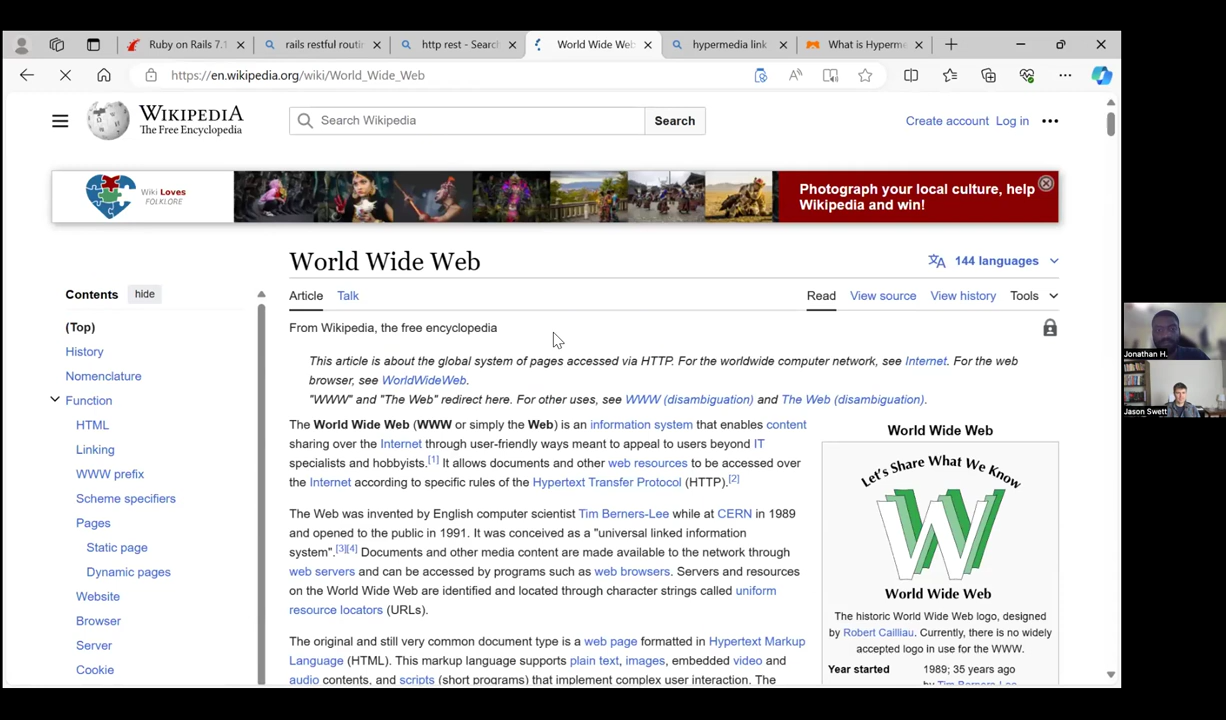 Ruby on Rails 7.1
rails restful routin
http rest - Search
World Wide Web
hypermedia link
What is Hyperme
https://en.wikipedia.org/wiki/World_Wide_Web
WIKIPEDIA
The Free Encyclopedia
Search Wikipedia
Search
Create account
Log in
Wiki Loves
FOLKLORE
Photograph your local culture, help
Wikipedia and win!
World Wide Web
144 languages
Contents
hide
Article
Talk
Read
View source
View history
Tools
(Top)
History
Nomenclature
Function
HTML
Linking
WWW prefix
Scheme specifiers
Pages
Static page
Dynamic pages
Website
Browser
Server
Cookie
From Wikipedia, the free encyclopedia
This article is about the global system of pages accessed via HTTP. For the worldwide computer network, see Internet. For the web
browser, see WorldWideWeb.
"WWW" and "The Web" redirect here. For other uses, see WWW (disambiguation) and The Web (disambiguation).
The World Wide Web (WWW or simply the Web) is an information system that enables content
sharing over the Internet through user-friendly ways meant to appeal to users beyond IT
specialists and hobbyists.[1] It allows documents and other web resources to be accessed over
the Internet according to specific rules of the Hypertext Transfer Protocol (HTTP).[2]
The Web was invented by English computer scientist Tim Berners-Lee while at CERN in 1989
and opened to the public in 1991. It was conceived as a "universal linked information
system".[3][4] Documents and other media content are made available to the network through
web servers and can be accessed by programs such as web browsers. Servers and resources
on the World Wide Web are identified and located through character strings called uniform
resource locators (URLs).
The original and still very common document type is a web page formatted in Hypertext Markup
Language (HTML). This markup language supports plain text, images, embedded video and
audio contents, and scripts (short programs) that implement complex user interaction. The
World Wide Web
Let's Share What We Know
W
World Wide Web
The historic World Wide Web logo, designed
by Robert Cailliau. Currently, there is no widely
accepted logo in use for the WWW.
Year started
1989; 35 years ago
by Tim Berners-Lee
Jonathan H.
Jason Swett